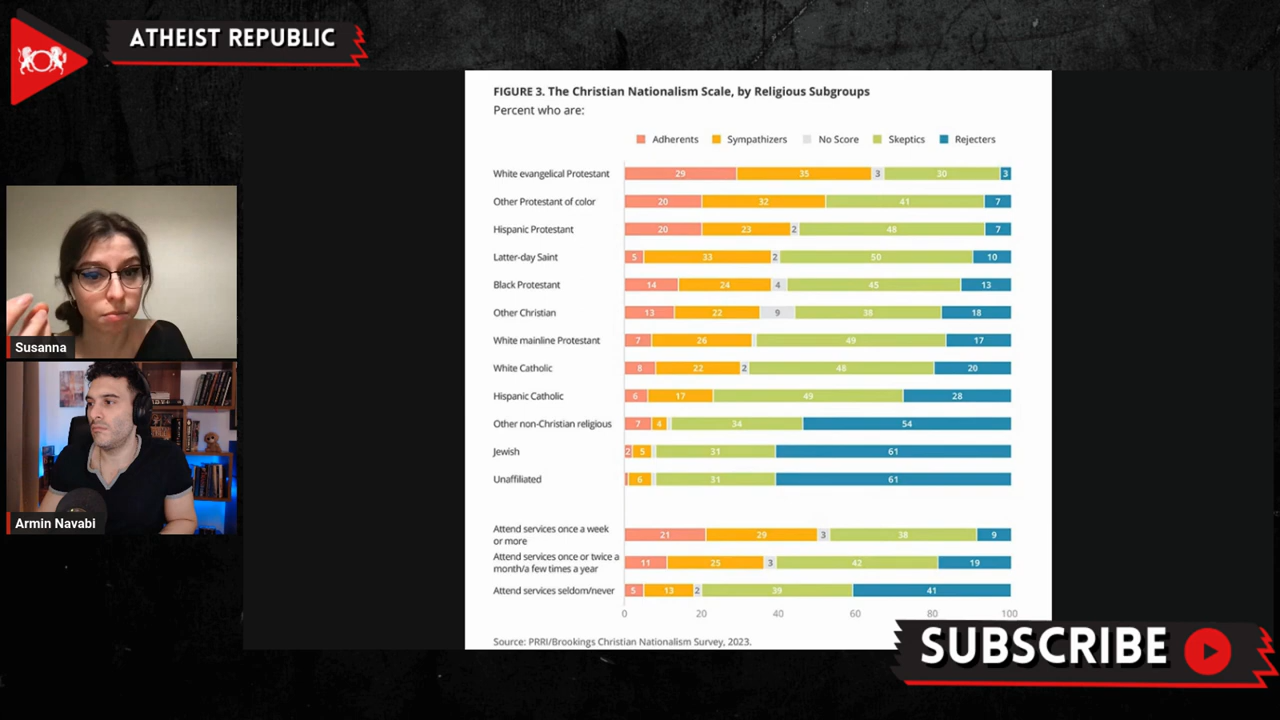 ATHEIST REPUBLIC
FIGURE 3. The Christian Nationalism Scale, by Religious Subgroups
Percent who are:
Adherents Sympathizers No Score Skeptics Rejecters
White evangelical Protestant 29 35 3 30 3
Other Protestant of color 20 32 41 7
Hispanic Protestant 20 23 2 48 7
Latter-day Saint 5 33 2 50 10
Black Protestant 14 24 4 45 13
Other Christian 13 22 9 38 18
White mainline Protestant 7 26 49 17
White Catholic 8 22 2 48 20
Hispanic Catholic 6 17 49 28
Other non-Christian religious 7 4 34 54
Jewish 2 5 31 61
Unaffiliated 6 31 61
Attend services once a week
or more 21 29 3 38 9
Attend services once or twice a
month/a few times a year 11 25 3 42 19
Attend services seldom/never 5 13 2 39 41
0 20 40 60 80 100
Source: PRRI/Brookings Christian Nationalism Survey, 2023.
Susanna
Armin Navabi
SUBSCRIBE